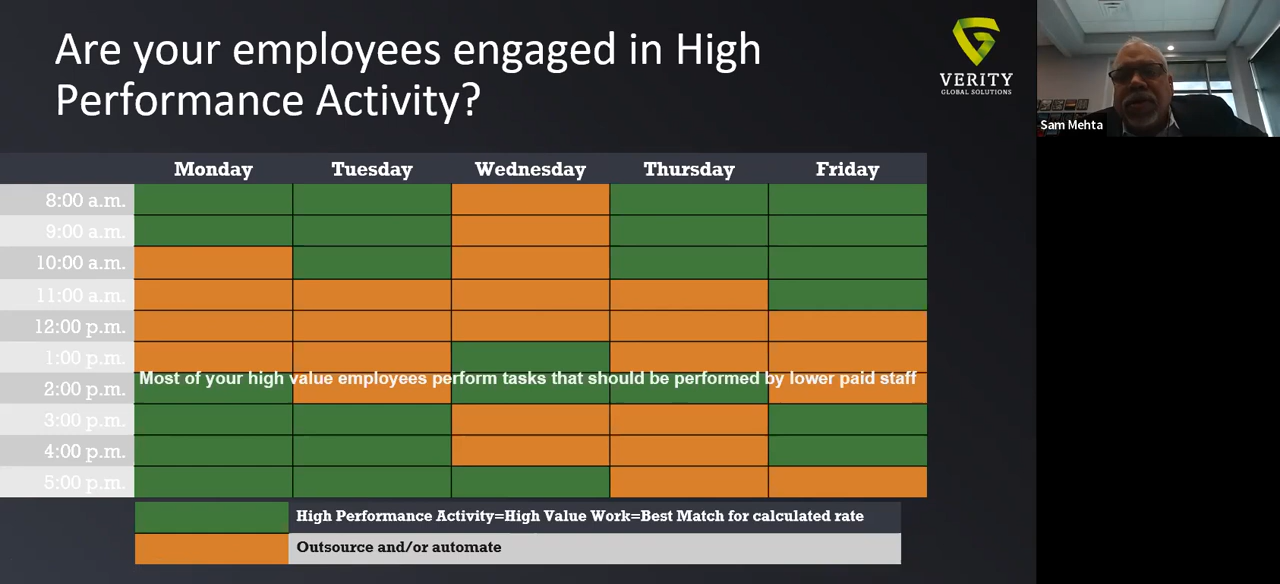 Are your employees engaged in High
Performance Activity?
VERITY
GLOBAL SOLUTIONS
Sam Mehta
Monday Tuesday Wednesday Thursday Friday
8:00 a.m.
9:00 a.m.
10:00 a.m.
11:00 a.m.
12:00 p.m.
1:00 p.m.
Most of your high value employees perform tasks that should be performed by lower paid staff
2:00 p.m.
3:00 p.m.
4:00 p.m.
5:00 p.m.
High Performance Activity=High Value Work=Best Match for calculated rate
Outsource and/or automate